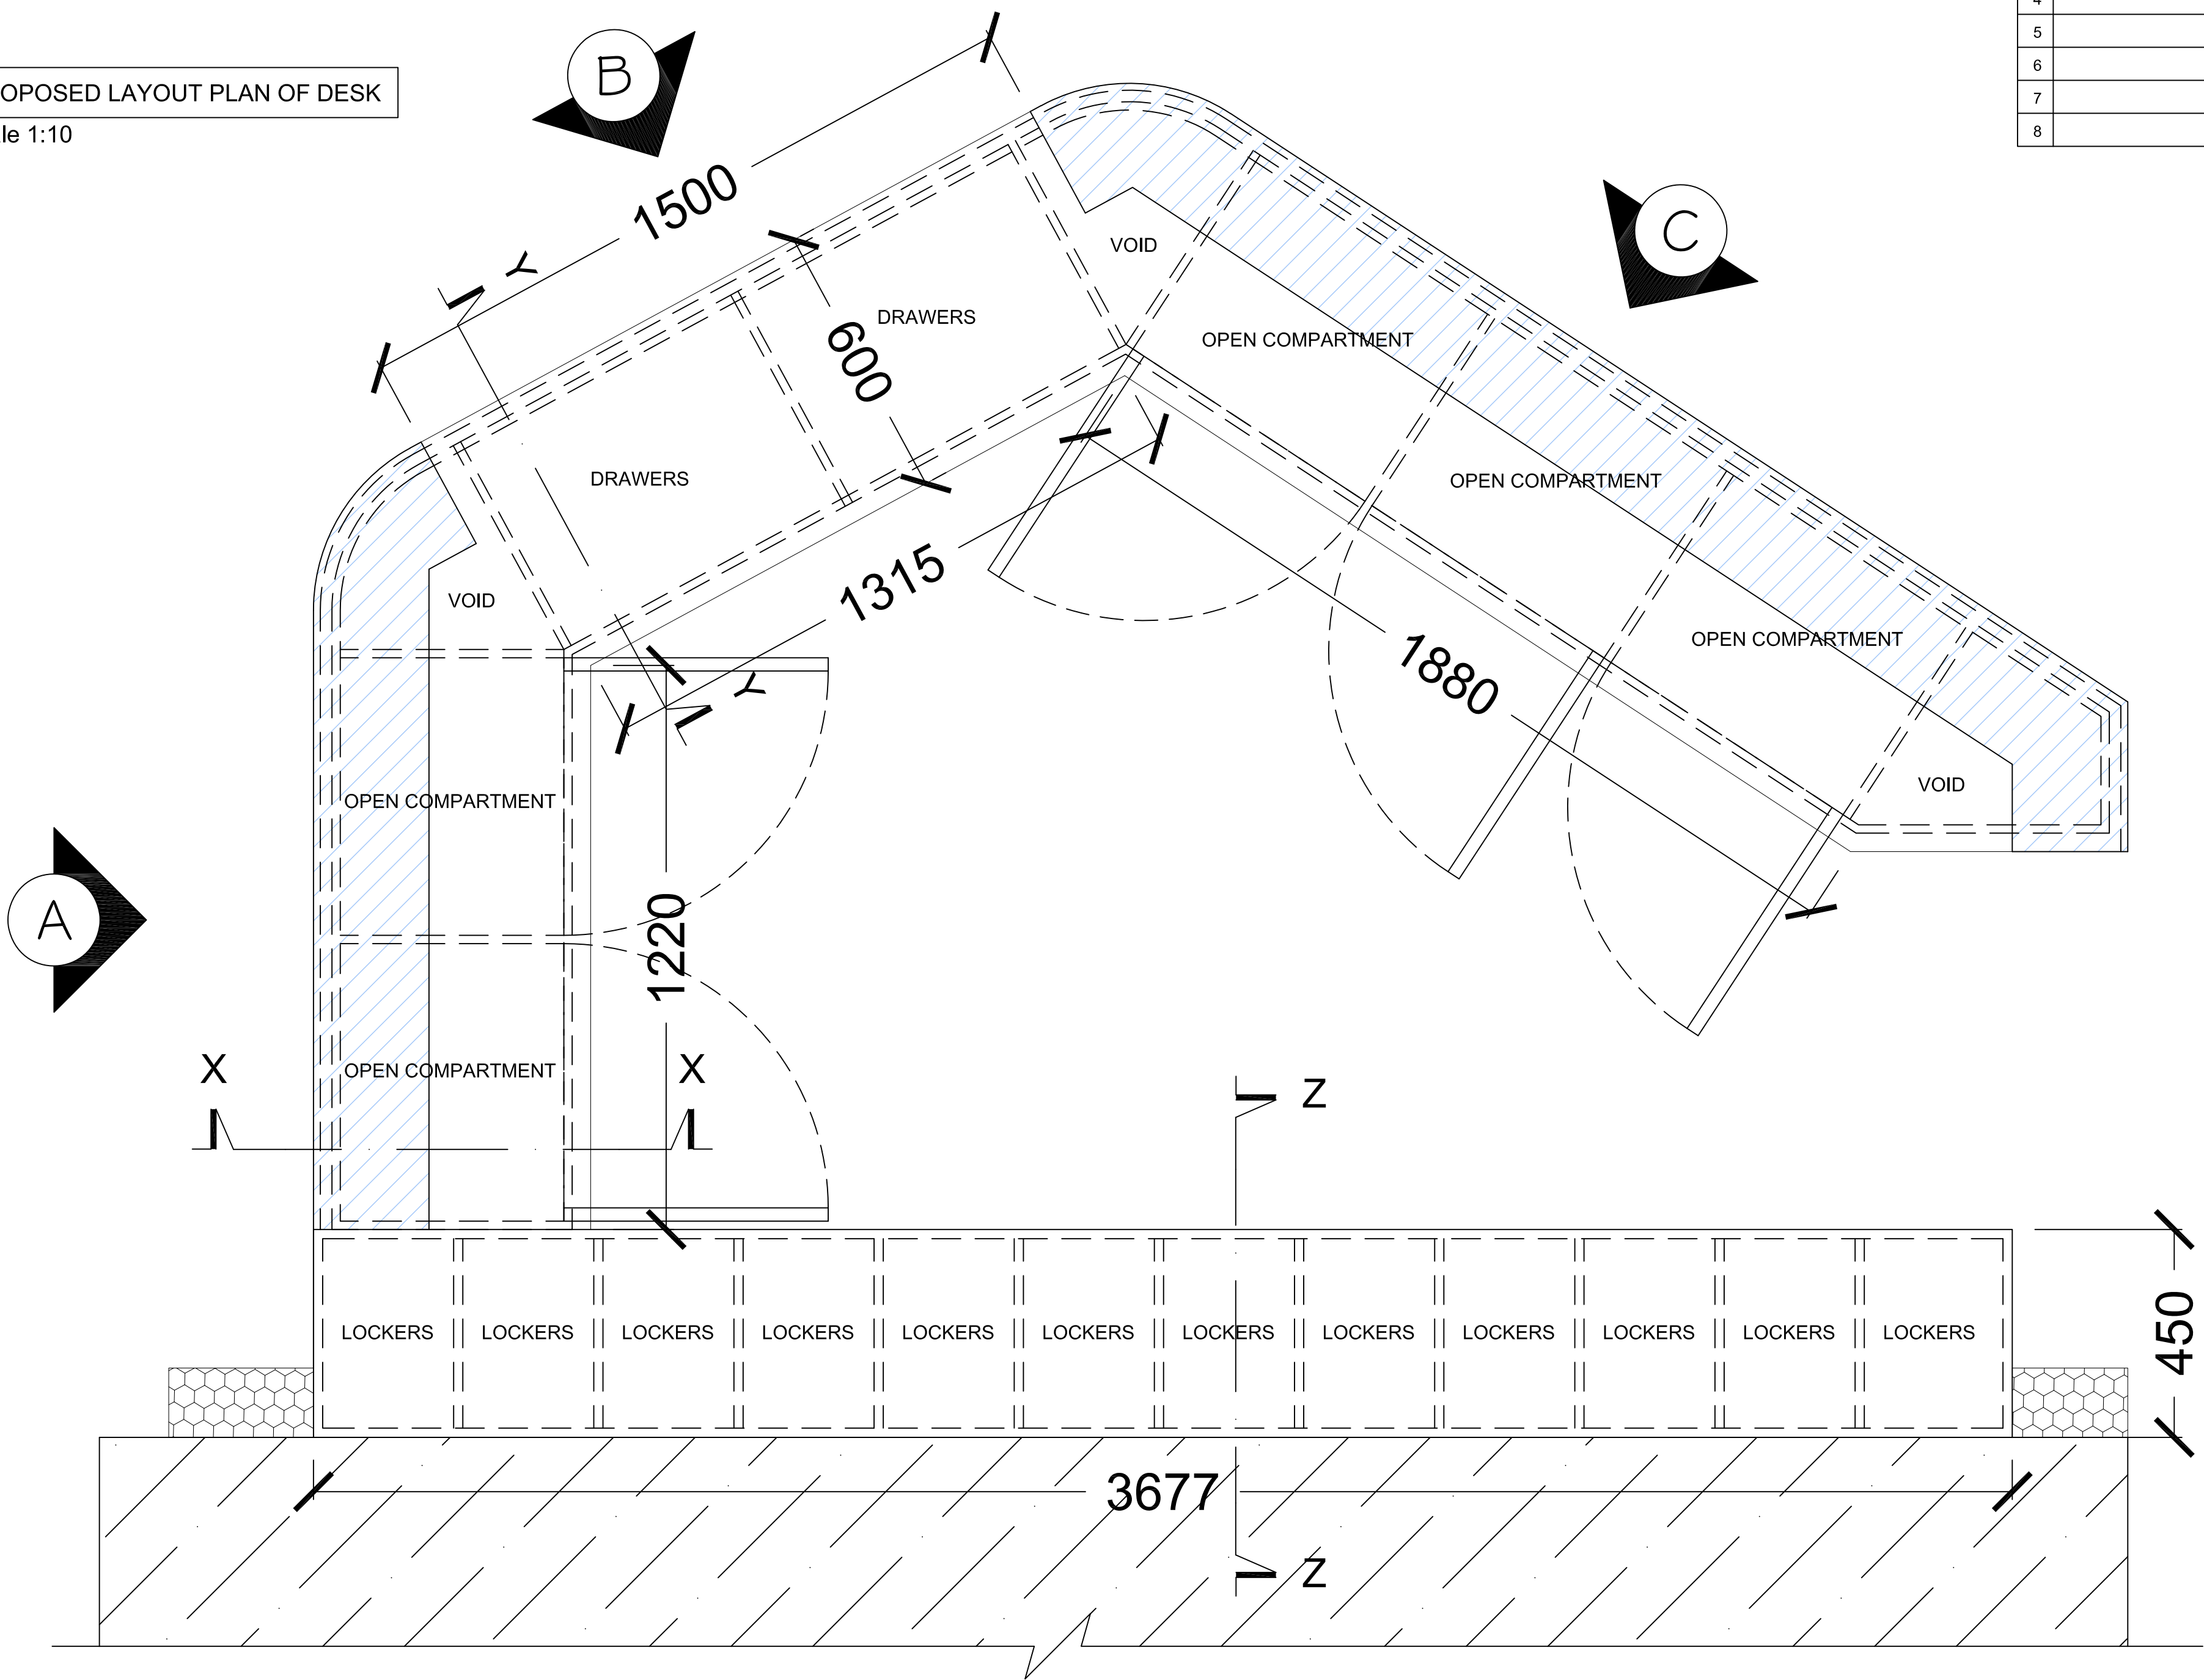 OPOSED LAYOUT PLAN OF DESK
le 1:10
5
6
7
8
B
C
1500
Y
VOID
DRAWERS
600
OPEN COMPARTMENT
DRAWERS
OPEN COMPARTMENT
1315
VOID
OPEN COMPARTMENT
1880
Y
VOID
OPEN COMPARTMENT
A
1220
X
X
OPEN COMPARTMENT
Z
LOCKERS LOCKERS LOCKERS LOCKERS LOCKERS LOCKERS LOCKERS LOCKERS LOCKERS LOCKERS LOCKERS LOCKERS
450
3677
Z